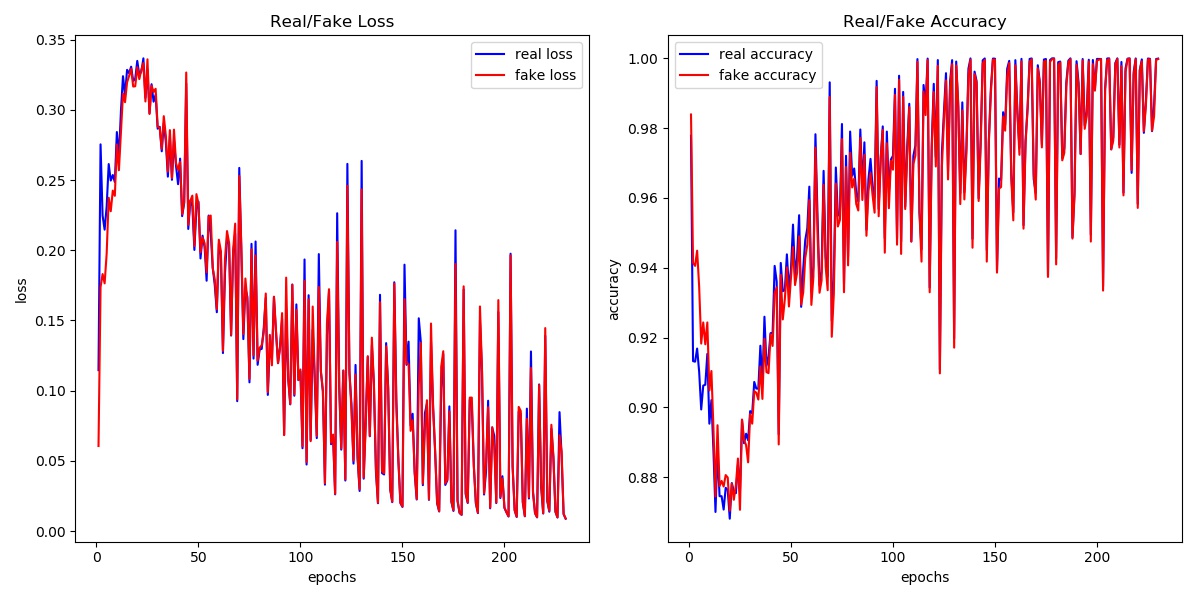 Real/Fake Loss
0.35
0.30
0.25
0.20
0.15
0.10
0.05
0.00
loss
0
50
100
150
200
epochs
real loss
fake loss
Real/Fake Accuracy
1.00
0.98
0.96
0.94
0.92
0.90
0.88
accuracy
0
50
100
150
200
epochs
real accuracy
fake accuracy